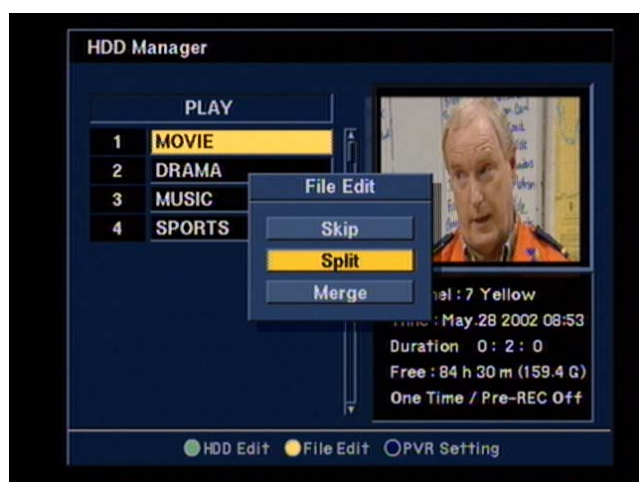 HDD Manager
PLAY
1 MOVIE
2 DRAMA
3 MUSIC
4 SPORTS
File Edit
Skip
Split
Merge
nel : 7 Yellow
: May.28 2002 08:53
Duration 0 : 2 : 0
Free : 84 h 30 m (159.4 G)
One Time / Pre-REC Off
HDD Edit File Edit PVR Setting